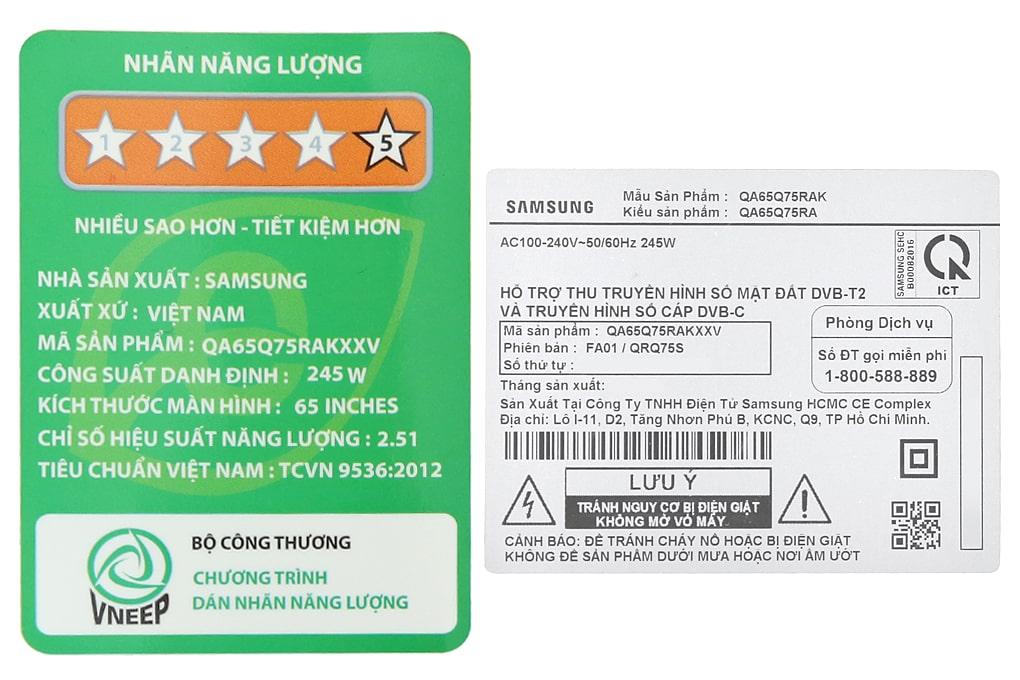 NHÃN NĂNG LƯỢNG
1 2 3 4 5
NHIỀU SAO HƠN - TIẾT KIỆM HƠN
NHÀ SẢN XUẤT : SAMSUNG
XUẤT XỨ : VIỆT NAM
MÃ SẢN PHẨM : QA65Q75RAKXXV
CÔNG SUẤT DANH ĐỊNH : 245 W
KÍCH THƯỚC MÀN HÌNH : 65 INCHES
CHỈ SỐ HIỆU SUẤT NĂNG LƯỢNG : 2.51
TIÊU CHUẨN VIỆT NAM : TCVN 9536:2012
VNEEP
BỘ CÔNG THƯƠNG
CHƯƠNG TRÌNH
DÁN NHÃN NĂNG LƯỢNG
SAMSUNG
Mẫu Sản Phẩm : QA65Q75RAK
Kiểu sản phẩm : QA65Q75RA
AC100-240V~50/60Hz 245W
SAMSUNG SEHC
B00082016
ICT
HỖ TRỢ THU TRUYỀN HÌNH SỐ MẶT ĐẤT DVB-T2
VÀ TRUYỀN HÌNH SỐ CÁP DVB-C
Mã sản phẩm : QA65Q75RAKXXV
Phiên bản : FA01 / QRQ75S
Số thứ tự :
Phòng Dịch vụ
Số ĐT gọi miễn phí
1-800-588-889
Tháng sản xuất:
Sản Xuất Tại Công Ty TNHH Điện Tử Samsung HCMC CE Complex
Địa chỉ: Lô I-11, D2, Tăng Nhơn Phú B, KCNC, Q9, TP Hồ Chí Minh.
LƯU Ý
TRÁNH NGUY CƠ BỊ ĐIỆN GIẬT
KHÔNG MỞ VỎ MÁY.
CẢNH BÁO: ĐỂ TRÁNH CHÁY NỔ HOẶC BỊ ĐIỆN GIẬT
KHÔNG ĐỂ SẢN PHẨM DƯỚI MƯA HOẶC NƠI ẨM ƯỚT